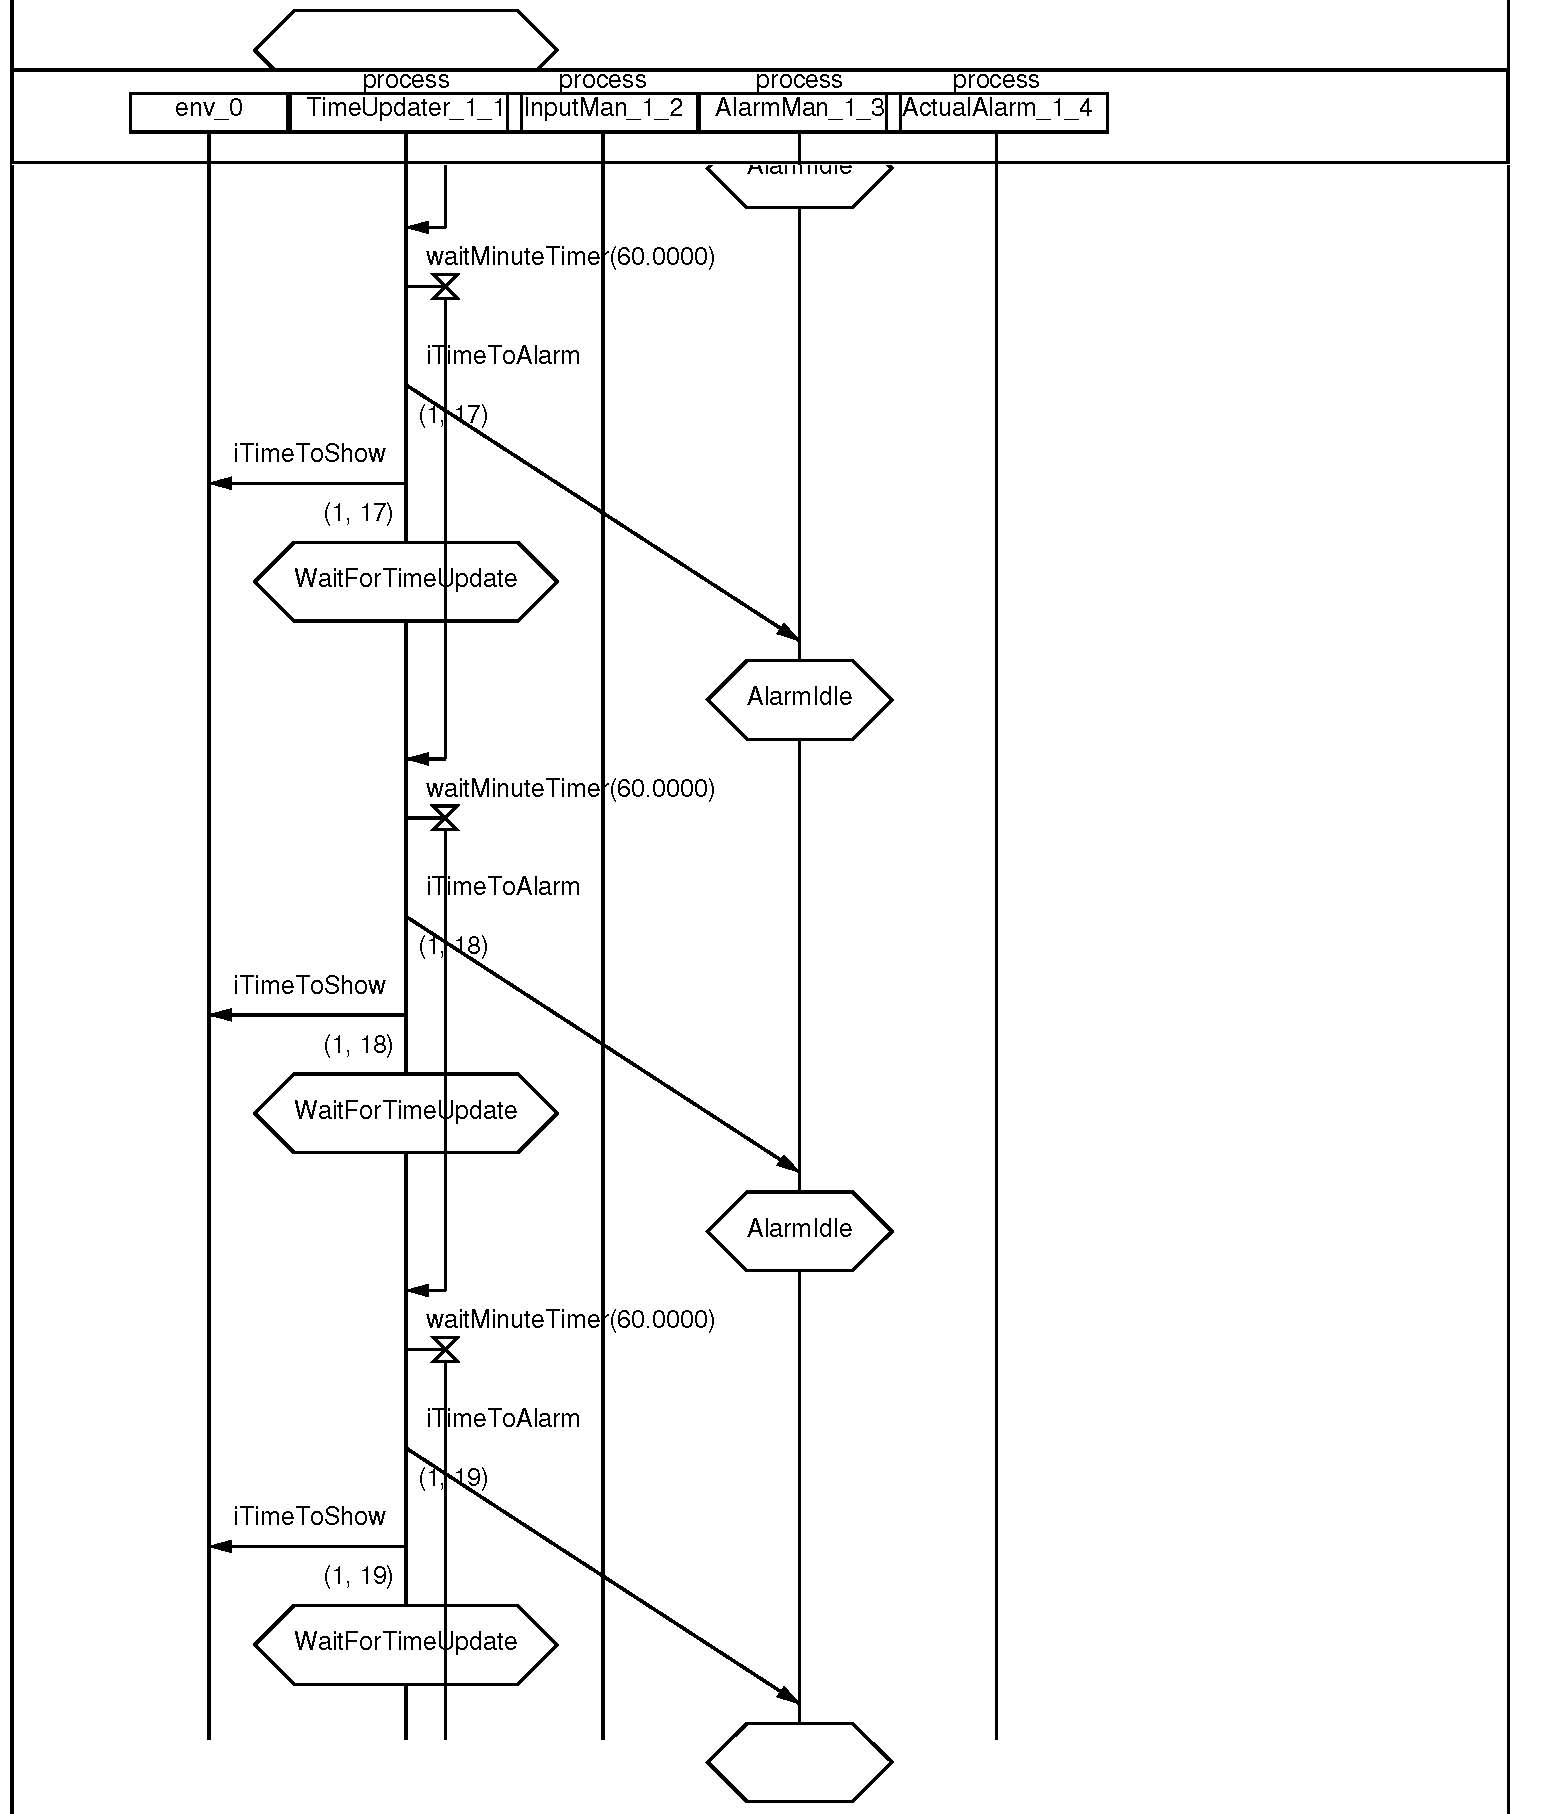 process process process process
env_0 TimeUpdater_1_1 InputMan_1_2 AlarmMan_1_3 ActualAlarm_1_4
AlarmIdle
waitMinuteTimer(60.0000)
iTimeToAlarm
(1, 17)
iTimeToShow
(1, 17)
WaitForTimeUpdate
AlarmIdle
waitMinuteTimer(60.0000)
iTimeToAlarm
(1, 18)
iTimeToShow
(1, 18)
WaitForTimeUpdate
AlarmIdle
waitMinuteTimer(60.0000)
iTimeToAlarm
(1, 19)
iTimeToShow
(1, 19)
WaitForTimeUpdate